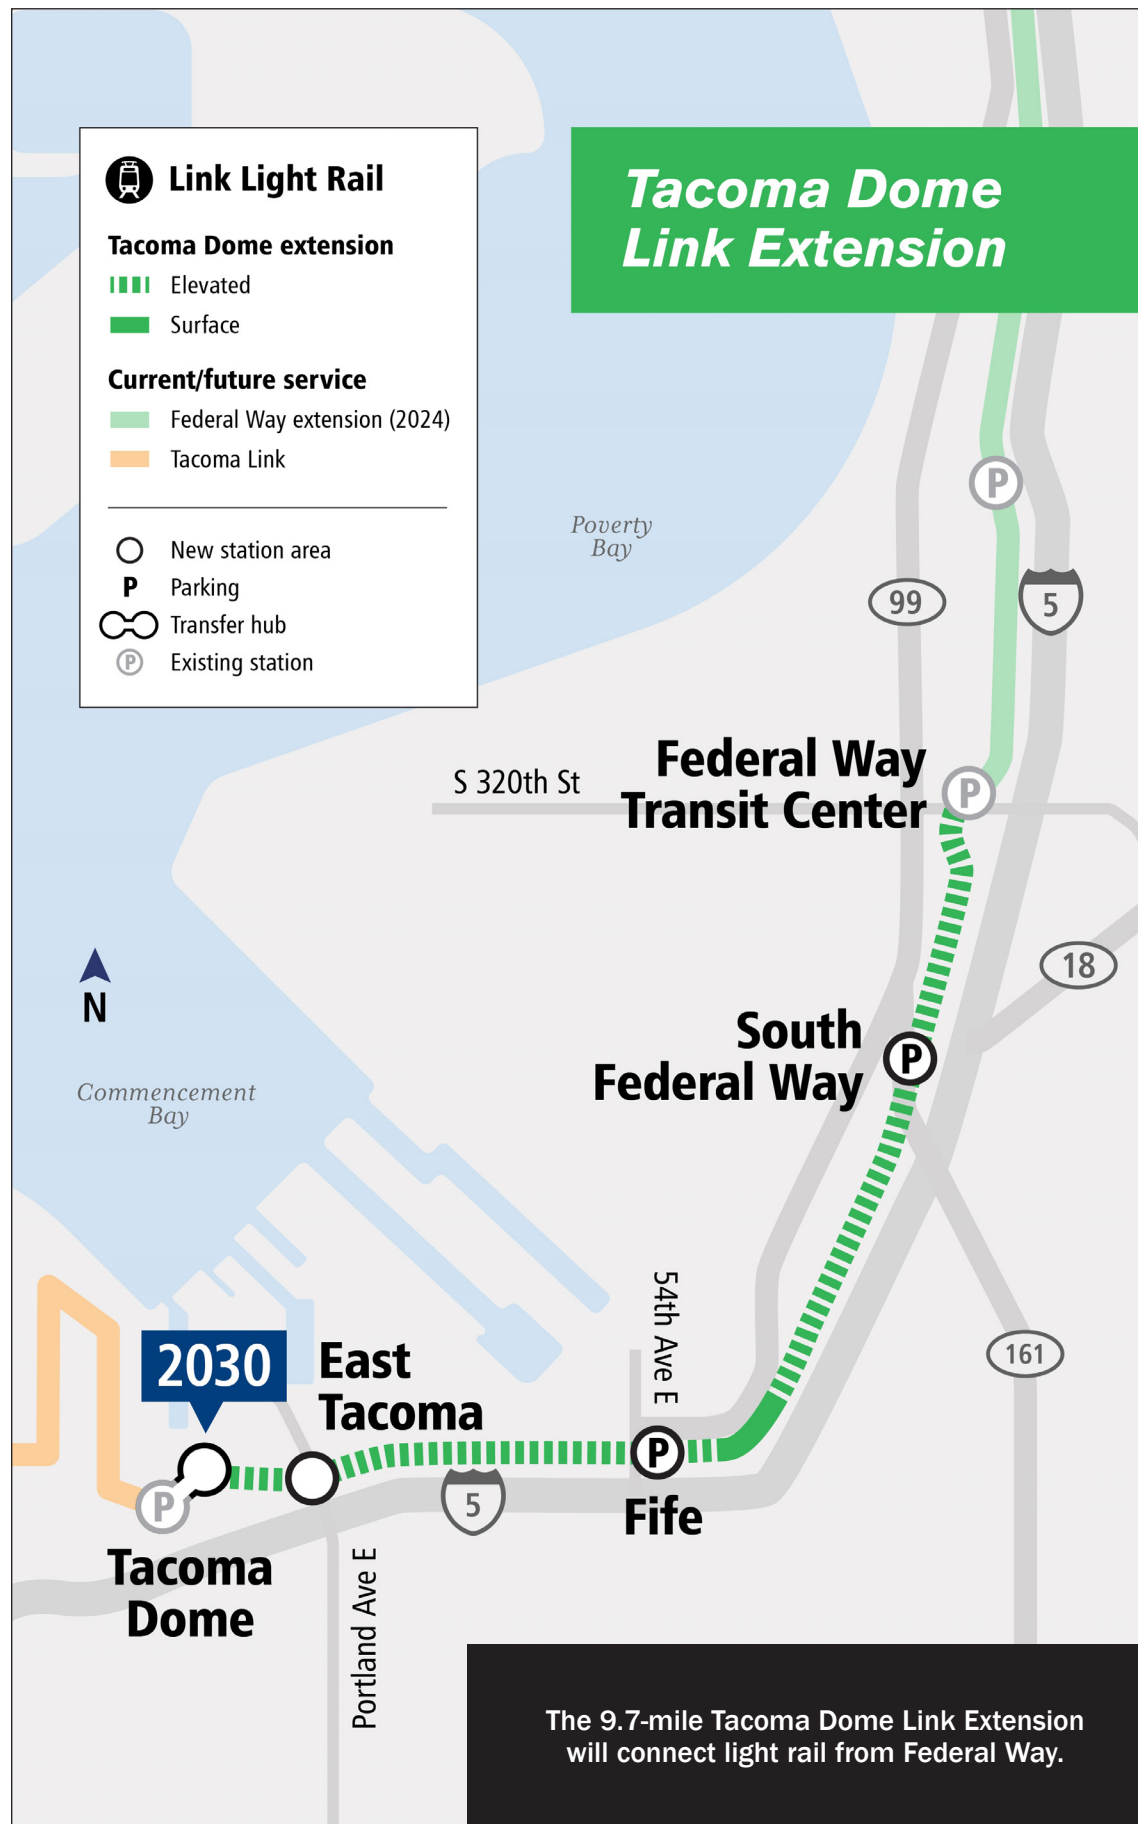 Link Light Rail
Tacoma Dome extension
Elevated
Surface
Current/future service
Federal Way extension (2024)
Tacoma Link
New station area
P Parking
Transfer hub
P Existing station
Tacoma Dome
Link Extension
Poverty
Bay
P
99
5
S 320th St
Federal Way
Transit Center
P
18
N
South
Federal Way
P
Commencement
Bay
54th Ave E
161
2030
East
Tacoma
P
Fife
5
P
Tacoma
Dome
Portland Ave E
The 9.7-mile Tacoma Dome Link Extension
will connect light rail from Federal Way.